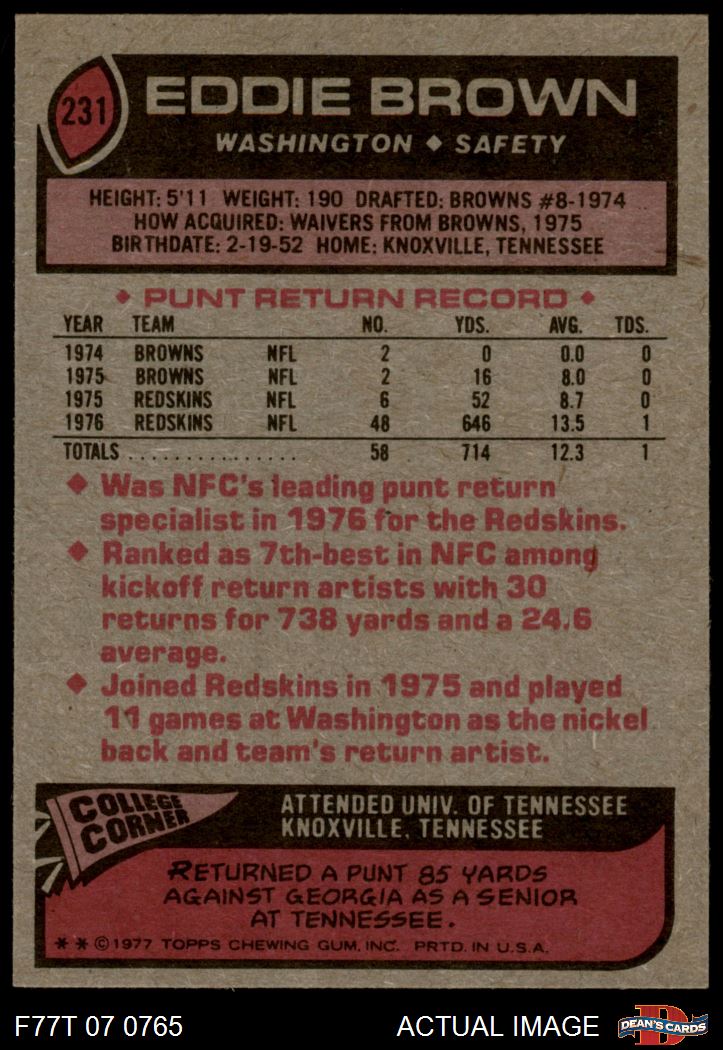 231
EDDIE BROWN
WASHINGTON ◆ SAFETY
HEIGHT: 5'11 WEIGHT: 190 DRAFTED: BROWNS #8-1974
HOW ACQUIRED: WAIVERS FROM BROWNS, 1975
BIRTHDATE: 2-19-52 HOME: KNOXVILLE, TENNESSEE
◆ PUNT RETURN RECORD ◆
YEAR TEAM NO. YDS. AVG. TDS.
1974 BROWNS NFL 2 0 0.0 0
1975 BROWNS NFL 2 16 8.0 0
1975 REDSKINS NFL 6 52 8.7 0
1976 REDSKINS NFL 48 646 13.5 1
TOTALS ................ 58 714 12.3 1
◆ Was NFC's leading punt return
specialist in 1976 for the Redskins.
◆ Ranked as 7th-best in NFC among
kickoff return artists with 30
returns for 738 yards and a 24.6
average.
◆ Joined Redskins in 1975 and played
11 games at Washington as the nickel
back and team's return artist.
COLLEGE
CORNER
ATTENDED UNIV. OF TENNESSEE
KNOXVILLE, TENNESSEE
RETURNED A PUNT 85 YARDS
AGAINST GEORGIA AS A SENIOR
AT TENNESSEE.
* * © 1977 TOPPS CHEWING GUM, INC. PRTD. IN U.S.A.
F77T 07 0765
ACTUAL IMAGE
D
DEAN'S CARDS